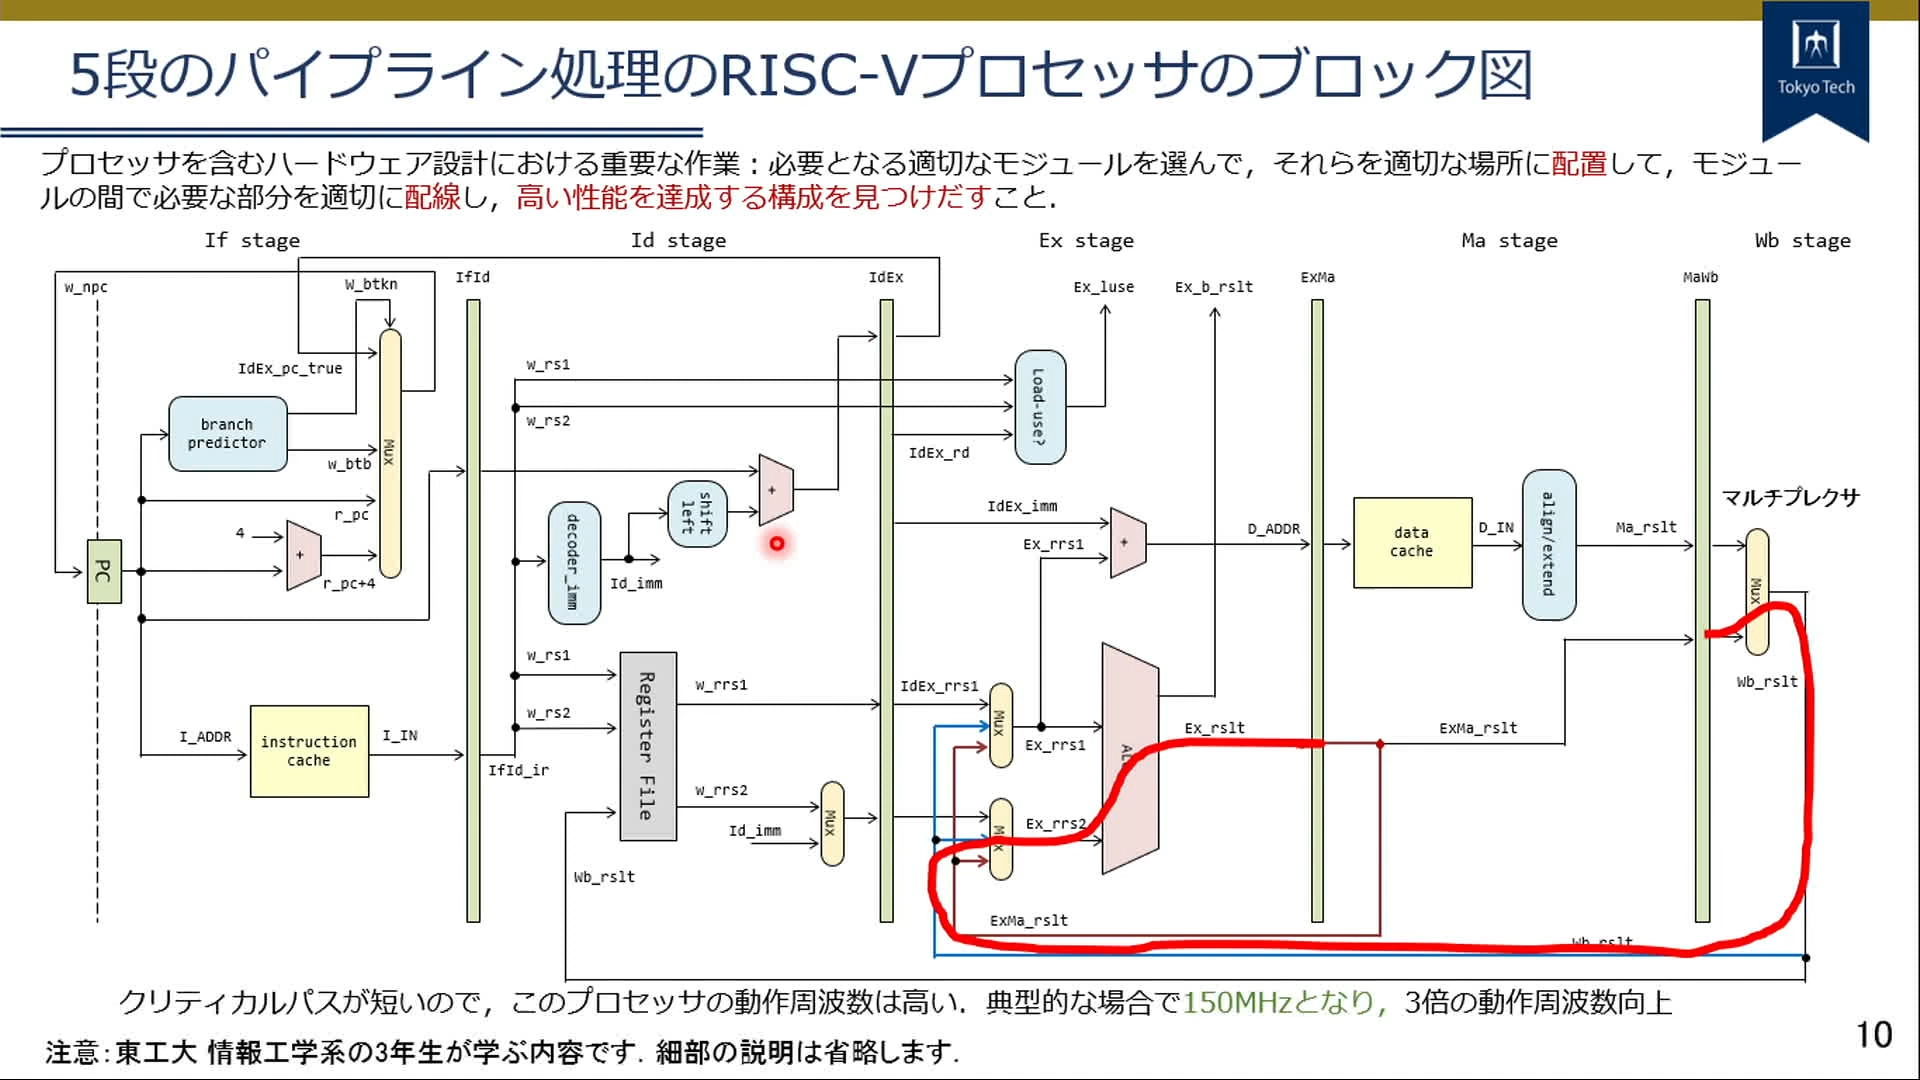 5段のパイプライン処理のRISC-Vプロセッサのブロック図
Tokyo Tech
プロセッサを含むハードウェア設計における重要な作業：必要となる適切なモジュールを選んで，それらを適切な場所に配置して，モジュー
ルの間で必要な部分を適切に配線し，高い性能を達成する構成を見つけだすこと．
If stage
Id stage
Ex stage
Ma stage
Wb stage
w_npc
W_btkn
IfId
IdEx
Ex_luse
Ex_b_rslt
ExMa
MaWb
IdEx_pc_true
branch
predictor
w_btb
Mux
r_pc
4
+
r_pc+4
PC
I_ADDR
instruction
cache
I_IN
IfId_ir
w_rs1
w_rs2
IdEx_rd
Load-use?
decoder_imm
shift
left
+
Id_imm
w_rs1
w_rs2
Register File
w_rrs1
w_rrs2
Id_imm
Mux
Wb_rslt
IdEx_imm
Ex_rrs1
+
D_ADDR
IdEx_rrs1
Mux
Ex_rrs1
Ex_rrs2
Ex_rslt
ExMa_rslt
ExMa_rslt
data
cache
D_IN
align/extend
Ma_rslt
マルチプレクサ
Mux
Wb_rslt
Wb_rslt
クリティカルパスが短いので，このプロセッサの動作周波数は高い．典型的な場合で150MHzとなり，3倍の動作周波数向上
注意：東工大 情報工学系の3年生が学ぶ内容です．細部の説明は省略します．
10